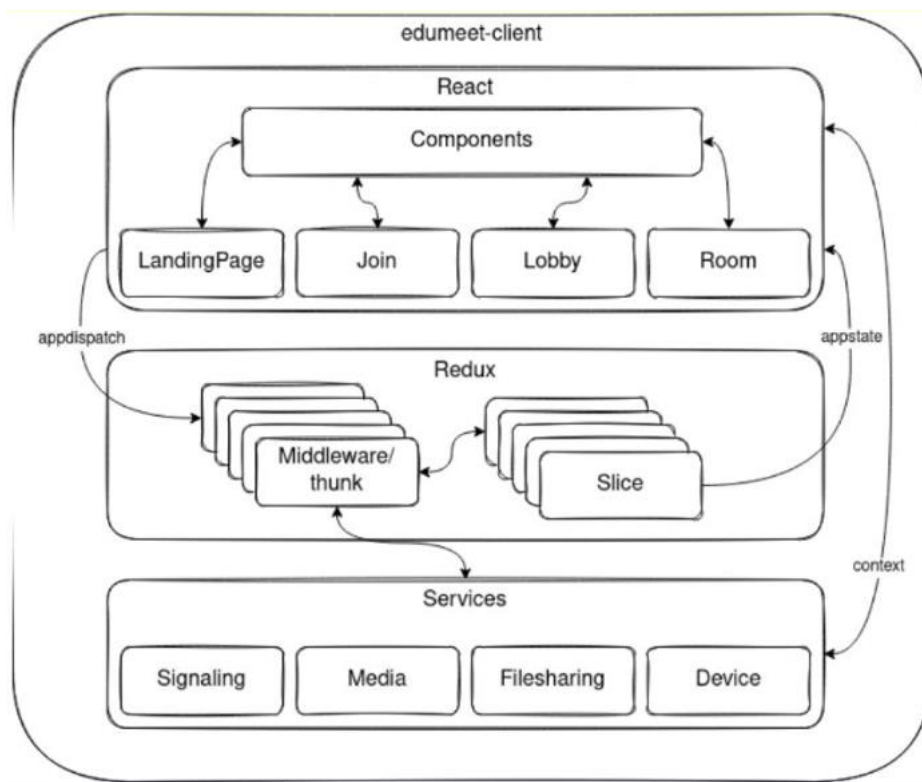 edumeet-client
React
Components
LandingPage
Join
Lobby
Room
appdispatch
appstate
Redux
Middleware/
thunk
Slice
context
Services
Signaling
Media
Filesharing
Device